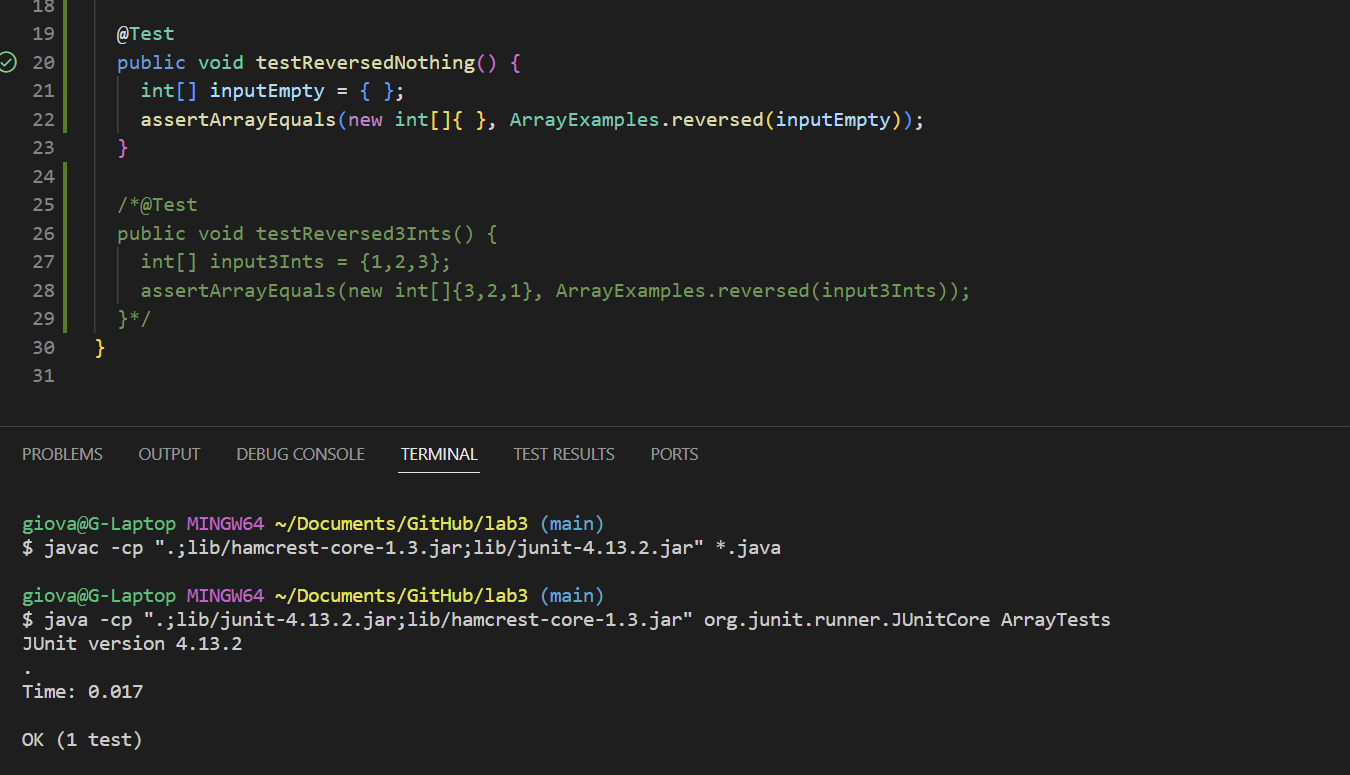 18
19 @Test
20 public void testReversedNothing() {
21 int[] inputEmpty = { };
22 assertArrayEquals(new int[]{ }, ArrayExamples.reversed(inputEmpty));
23 }
24
25 /*@Test
26 public void testReversed3Ints() {
27 int[] input3Ints = {1,2,3};
28 assertArrayEquals(new int[]{3,2,1}, ArrayExamples.reversed(input3Ints));
29 }*/
30 }
31
PROBLEMS OUTPUT DEBUG CONSOLE TERMINAL TEST RESULTS PORTS
giova@G-Laptop MINGW64 ~/Documents/GitHub/lab3 (main)
$ javac -cp ".;lib/hamcrest-core-1.3.jar;lib/junit-4.13.2.jar" *.java
giova@G-Laptop MINGW64 ~/Documents/GitHub/lab3 (main)
$ java -cp ".;lib/junit-4.13.2.jar;lib/hamcrest-core-1.3.jar" org.junit.runner.JUnitCore ArrayTests
JUnit version 4.13.2
.
Time: 0.017
OK (1 test)